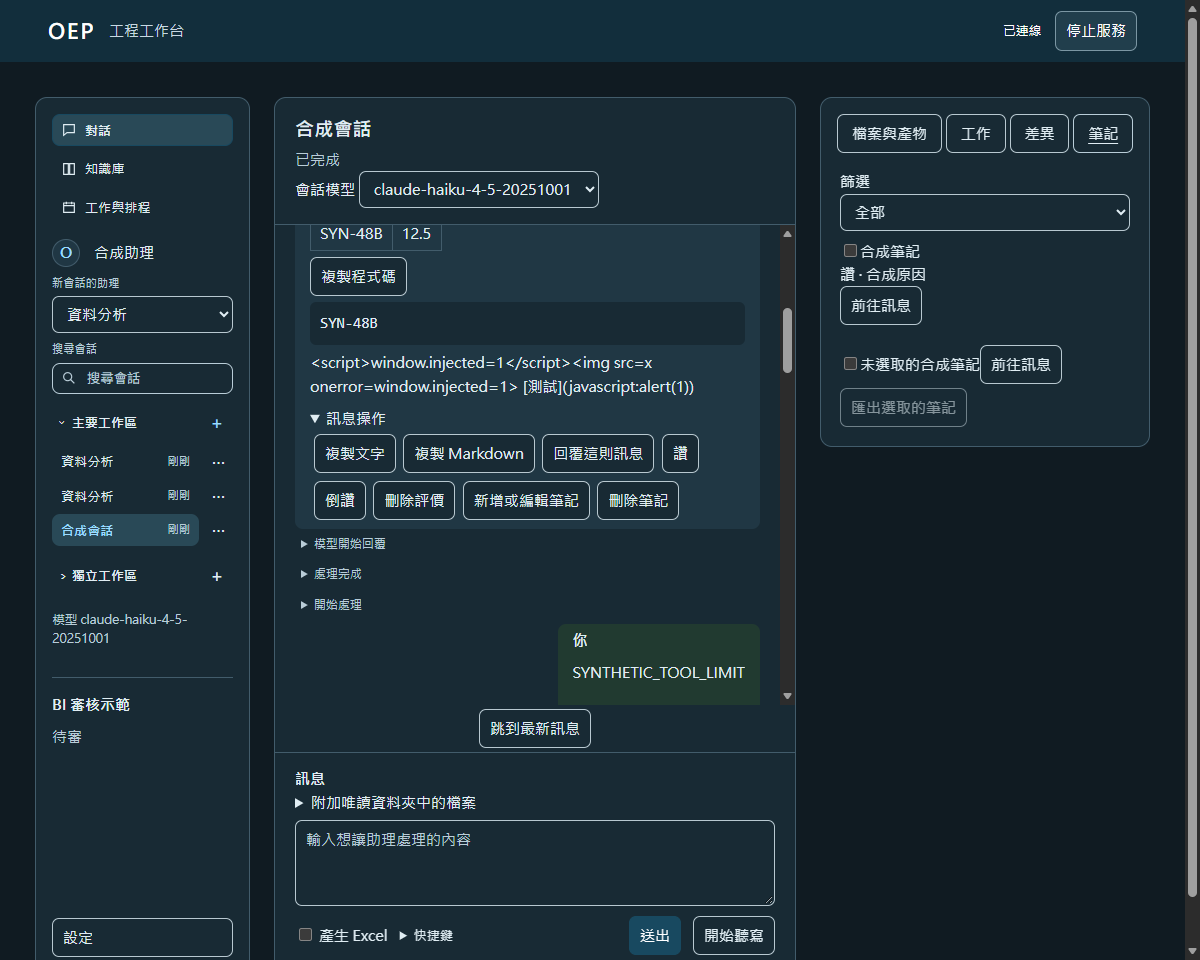 OEP 工程工作台
已連線 停止服務
對話
知識庫
工作與排程
O 合成助理
新會話的助理
資料分析
搜尋會話
搜尋會話
主要工作區 +
資料分析 剛剛 ...
資料分析 剛剛 ...
合成會話 剛剛 ...
獨立工作區 +
模型 claude-haiku-4-5-
20251001
BI 審核示範
待審
設定
合成會話
已完成
會話模型 claude-haiku-4-5-20251001
SYN-48B 12.5
複製程式碼
SYN-48B
<script>window.injected=1</script><img src=x
onerror=window.injected=1> [測試](javascript:alert(1))
訊息操作
複製文字 複製 Markdown 回覆這則訊息 讚
倒讚 刪除評價 新增或編輯筆記 刪除筆記
模型開始回覆
處理完成
開始處理
你
SYNTHETIC_TOOL_LIMIT
跳到最新訊息
訊息
附加唯讀資料夾中的檔案
輸入想讓助理處理的內容
產生 Excel 快捷鍵 送出 開始聽寫
檔案與產物 工作 差異 筆記
篩選
全部
合成筆記
讚 · 合成原因
前往訊息
未選取的合成筆記 前往訊息
匯出選取的筆記